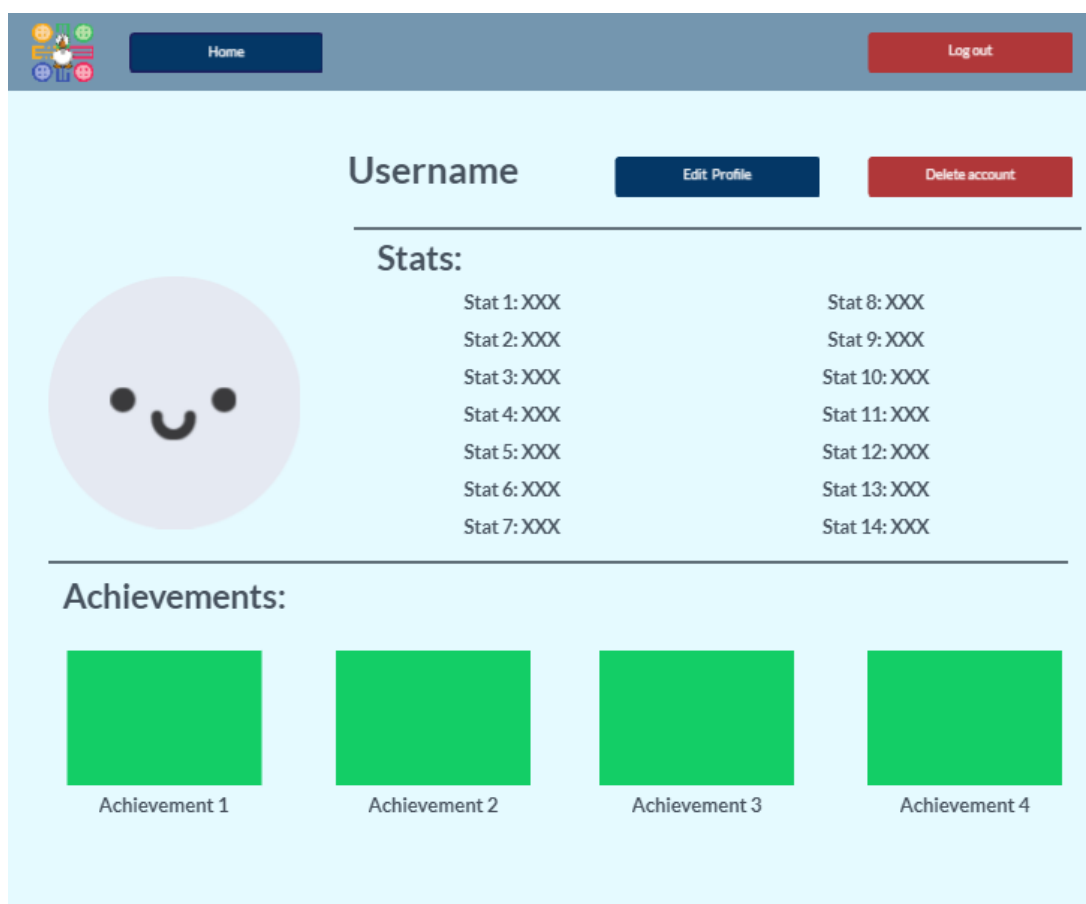 Home
Log out
Username
Edit Profile
Delete account
Stats:
Stat 1: XXX
Stat 2: XXX
Stat 3: XXX
Stat 4: XXX
Stat 5: XXX
Stat 6: XXX
Stat 7: XXX
Stat 8: XXX
Stat 9: XXX
Stat 10: XXX
Stat 11: XXX
Stat 12: XXX
Stat 13: XXX
Stat 14: XXX
Achievements:
Achievement 1
Achievement 2
Achievement 3
Achievement 4